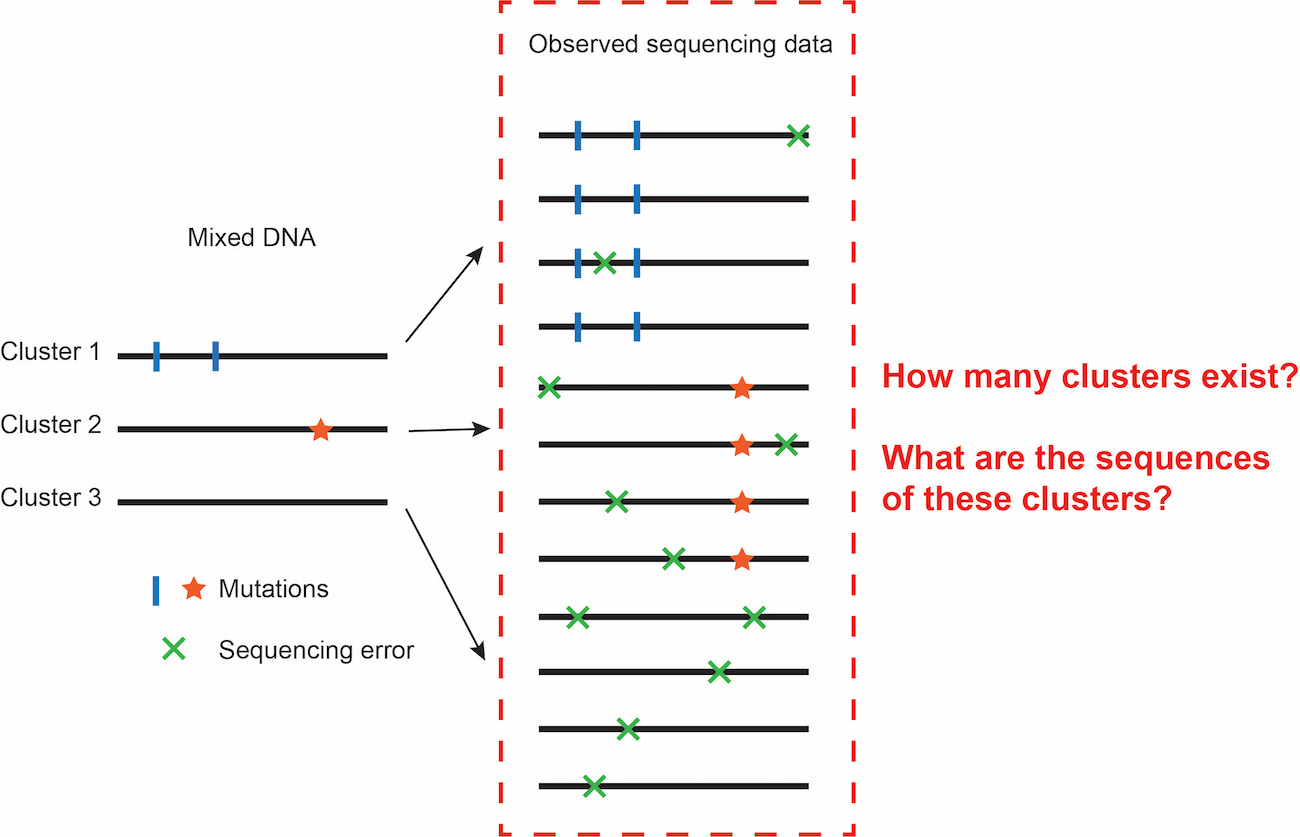 Observed sequencing data
Mixed DNA
Cluster 1
Cluster 2
Cluster 3
Mutations
Sequencing error
How many clusters exist?
What are the sequences
of these clusters?